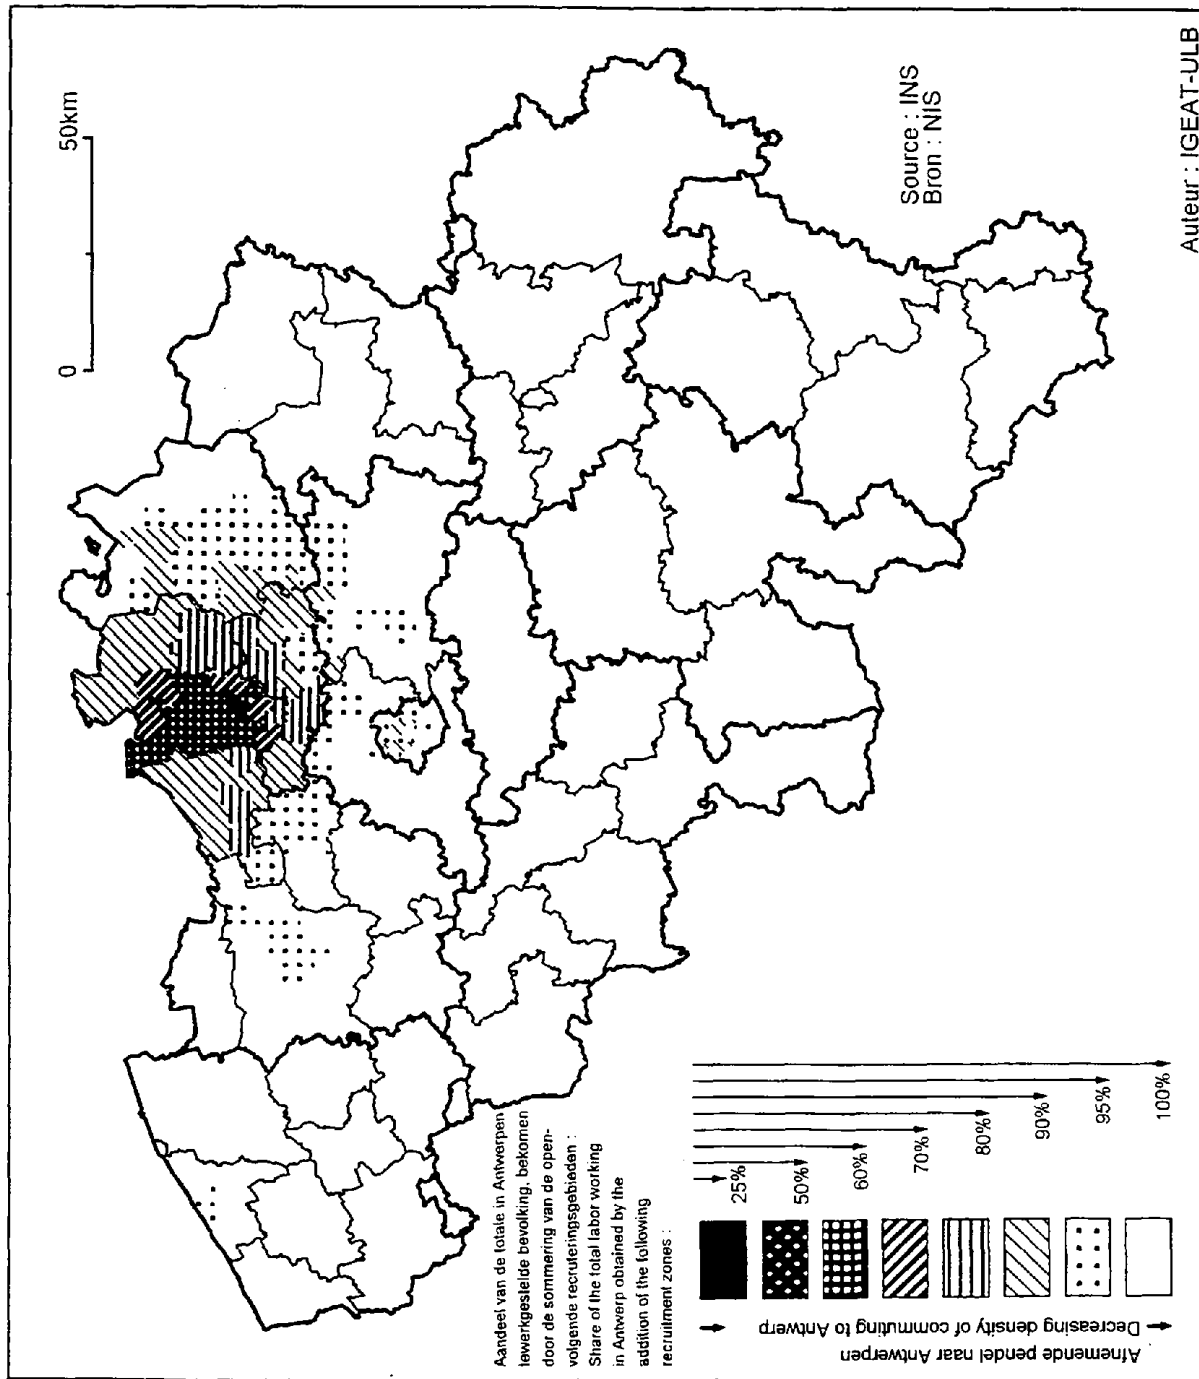 0
50km
Source : INS
Bron : NIS
Auteur : IGEAT-ULB
Aandeel van de totale in Antwerpen
tewerkgestelde bevolking, bekomen
door de sommering van de open-
volgende recruteringsgebieden :
Share of the total labor working
in Antwerp obtained by the
addition of the following
recruitment zones :
25%
50%
60%
70%
80%
90%
95%
100%
Decreasing density of commuting to Antwerp
Afnemende pendel naar Antwerpen